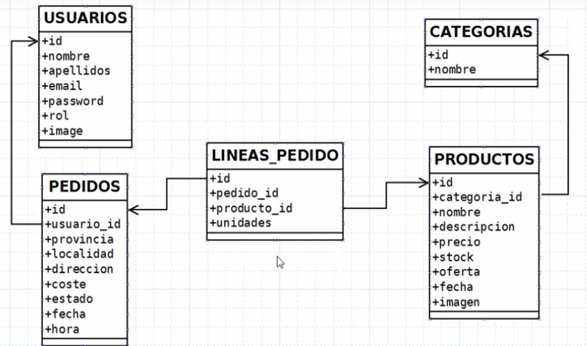 USUARIOS
+id
+nombre
+apellidos
+email
+password
+rol
+image
CATEGORIAS
+id
+nombre
LINEAS_PEDIDO
+id
+pedido_id
+producto_id
+unidades
PRODUCTOS
+id
+categoria_id
+nombre
+descripcion
+precio
+stock
+oferta
+fecha
+imagen
PEDIDOS
+id
+usuario_id
+provincia
+localidad
+direccion
+coste
+estado
+fecha
+hora